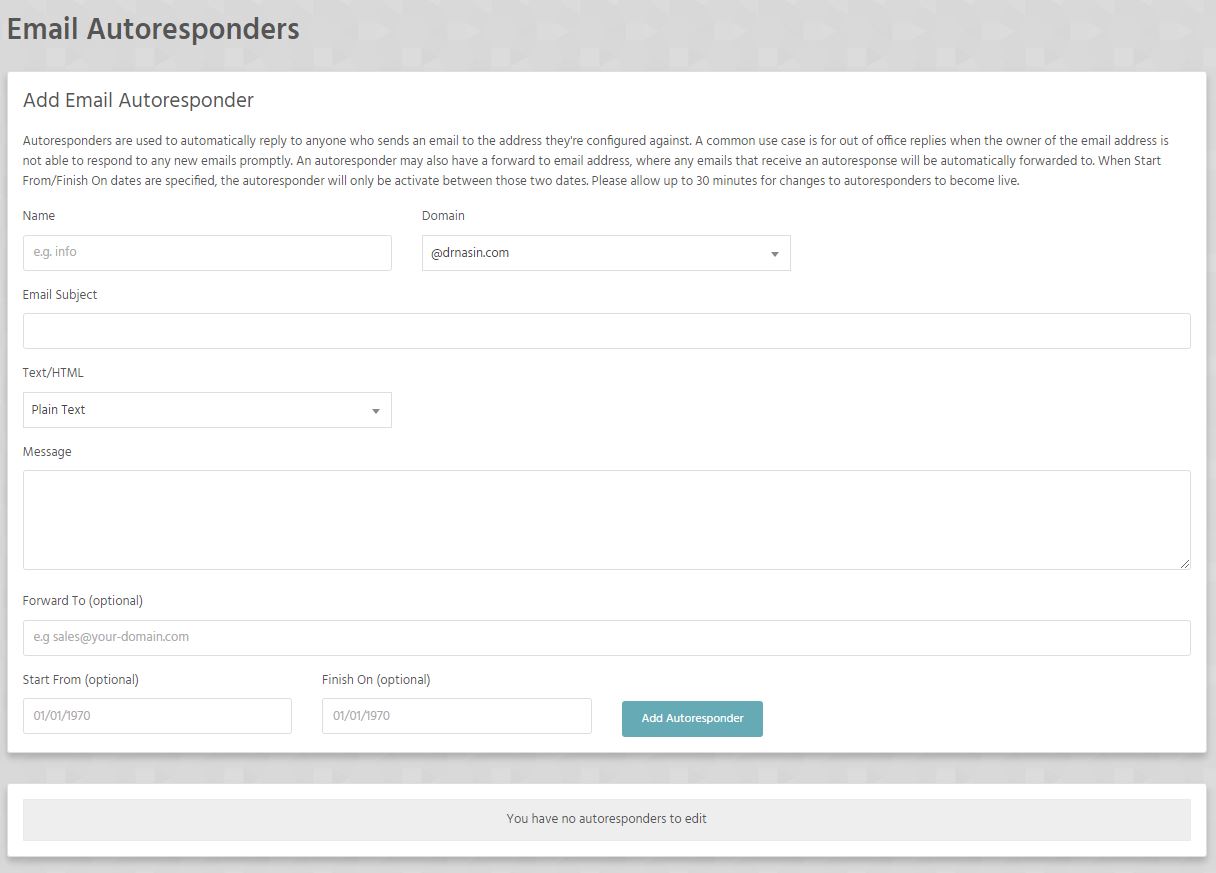 Email Autoresponders
Add Email Autoresponder
Autoresponders are used to automatically reply to anyone who sends an email to the address they're configured against. A common use case is for out of office replies when the owner of the email address is
not able to respond to any new emails promptly. An autoresponder may also have a forward to email address, where any emails that receive an autoresponse will be automatically forwarded to. When Start
From/Finish On dates are specified, the autoresponder will only be activate between those two dates. Please allow up to 30 minutes for changes to autoresponders to become live.
Name Domain
e.g. info @drnasin.com
Email Subject
Text/HTML
Plain Text
Message
Forward To (optional)
e.g sales@your-domain.com
Start From (optional) Finish On (optional)
01/01/1970 01/01/1970 Add Autoresponder
You have no autoresponders to edit